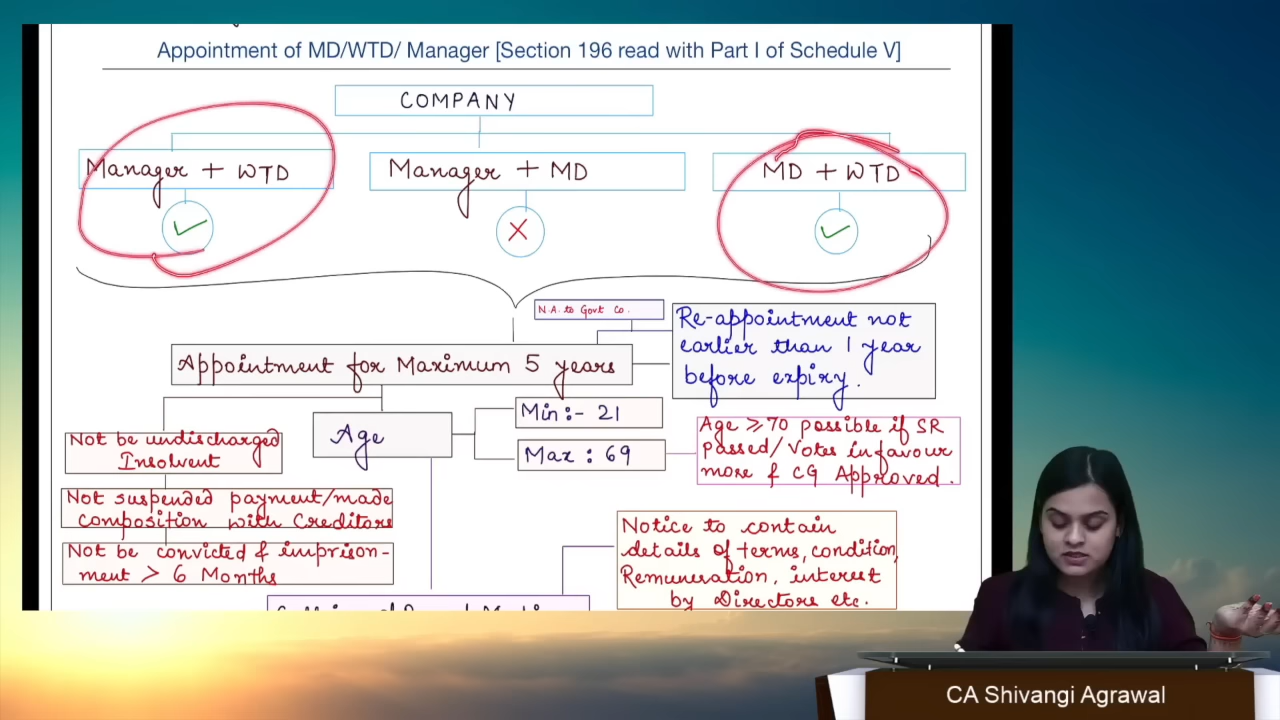 Appointment of MD/WTD/ Manager [Section 196 read with Part I of Schedule V]
COMPANY
Manager + WTD
Manager + MD
MD + WTD
N.A. to Govt Co.
Re-appointment not
earlier than 1 year
before expiry.
Appointment for Maximum 5 years
Age
Min :- 21
Max : 69
Age ≥ 70 possible if SR
passed/ Votes in favour
more & CG Approved.
Not be undischarged
Insolvent
Not suspended payment/made
composition with Creditors
Not be convicted & imprison-
ment > 6 Months
Notice to contain
details of terms, condition,
Remuneration, interest
by Directors etc.
CA Shivangi Agrawal